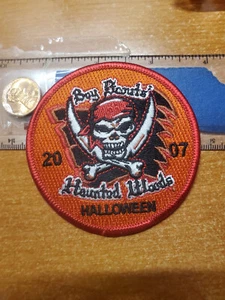 Boy Scouts'
20 07
Haunted Woods
HALLOWEEN